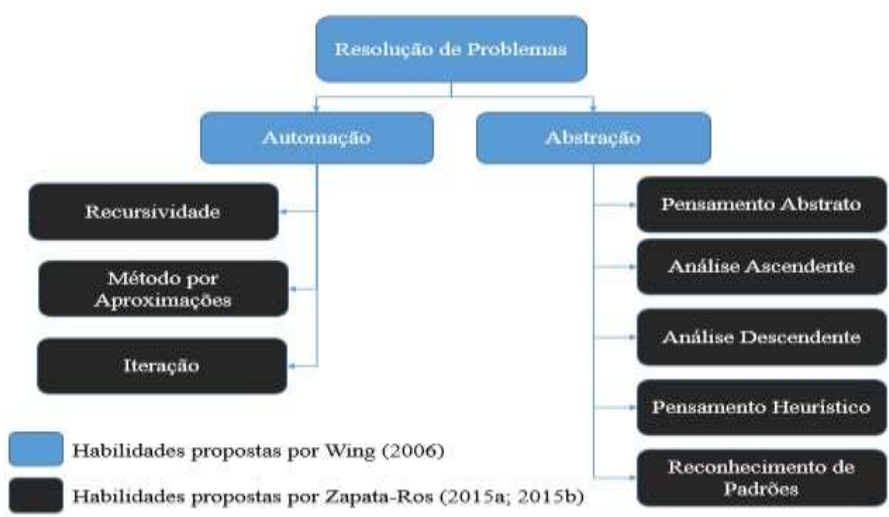 Resolução de Problemas
Automação
Abstração
Recursividade
Método por
Aproximações
Iteração
Pensamento Abstrato
Análise Ascendente
Análise Descendente
Pensamento Heurístico
Reconhecimento de
Padrões
Habilidades propostas por Wing (2006)
Habilidades propostas por Zapata-Ros (2015a; 2015b)